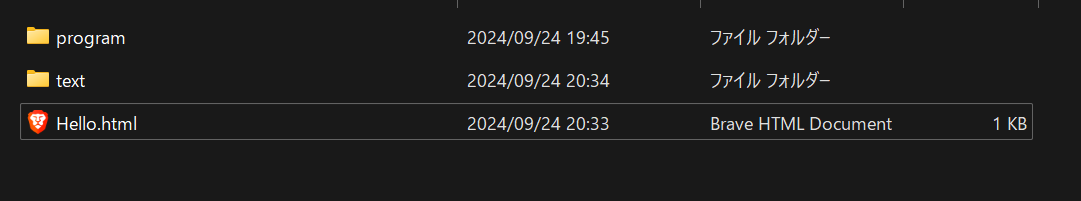 program 2024/09/24 19:45 ファイル フォルダー
text 2024/09/24 20:34 ファイル フォルダー
Hello.html 2024/09/24 20:33 Brave HTML Document 1 KB